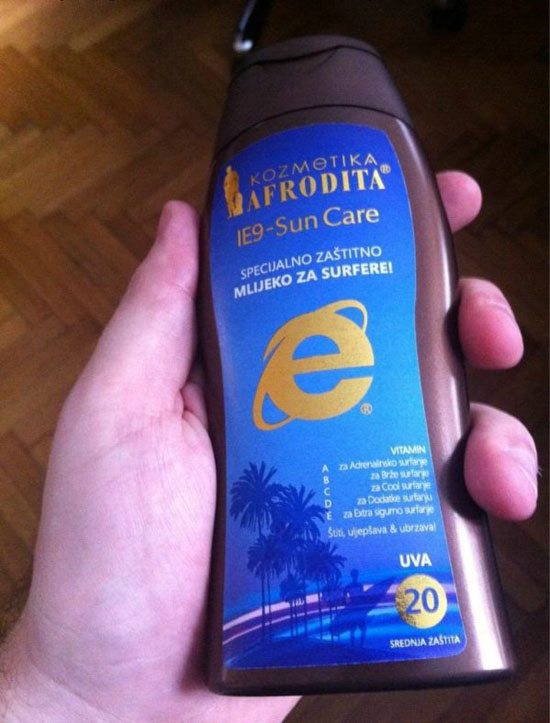 KOZMETIKA
AFRODITA®
IE9-Sun Care
SPECIJALNO ZAŠTITNO
MLIJEKO ZA SURFERE!
e
®
VITAMIN
A za Adrenalinsko surfanje
B za Brže surfanje
C za Cool surfanje
D za Dodatke surfanju
E za Extra sigurno surfanje
Štiti, uljepšava & ubrzava!
UVA
20
SREDNJA ZAŠTITA